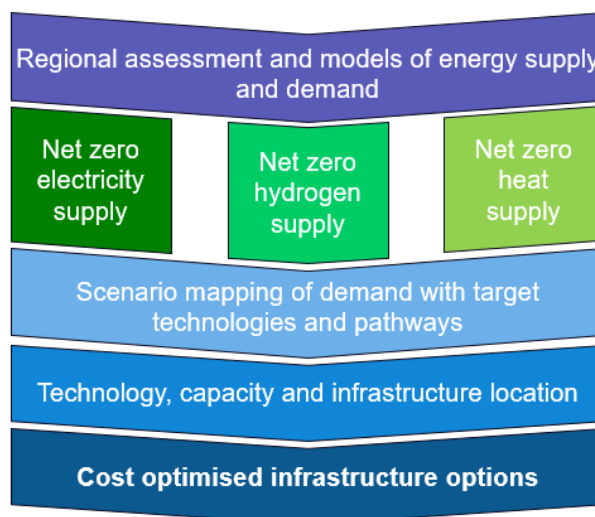 Regional assessment and models of energy supply
and demand
Net zero
electricity
supply
Net zero
hydrogen
supply
Net zero
heat
supply
Scenario mapping of demand with target
technologies and pathways
Technology, capacity and infrastructure location
Cost optimised infrastructure options